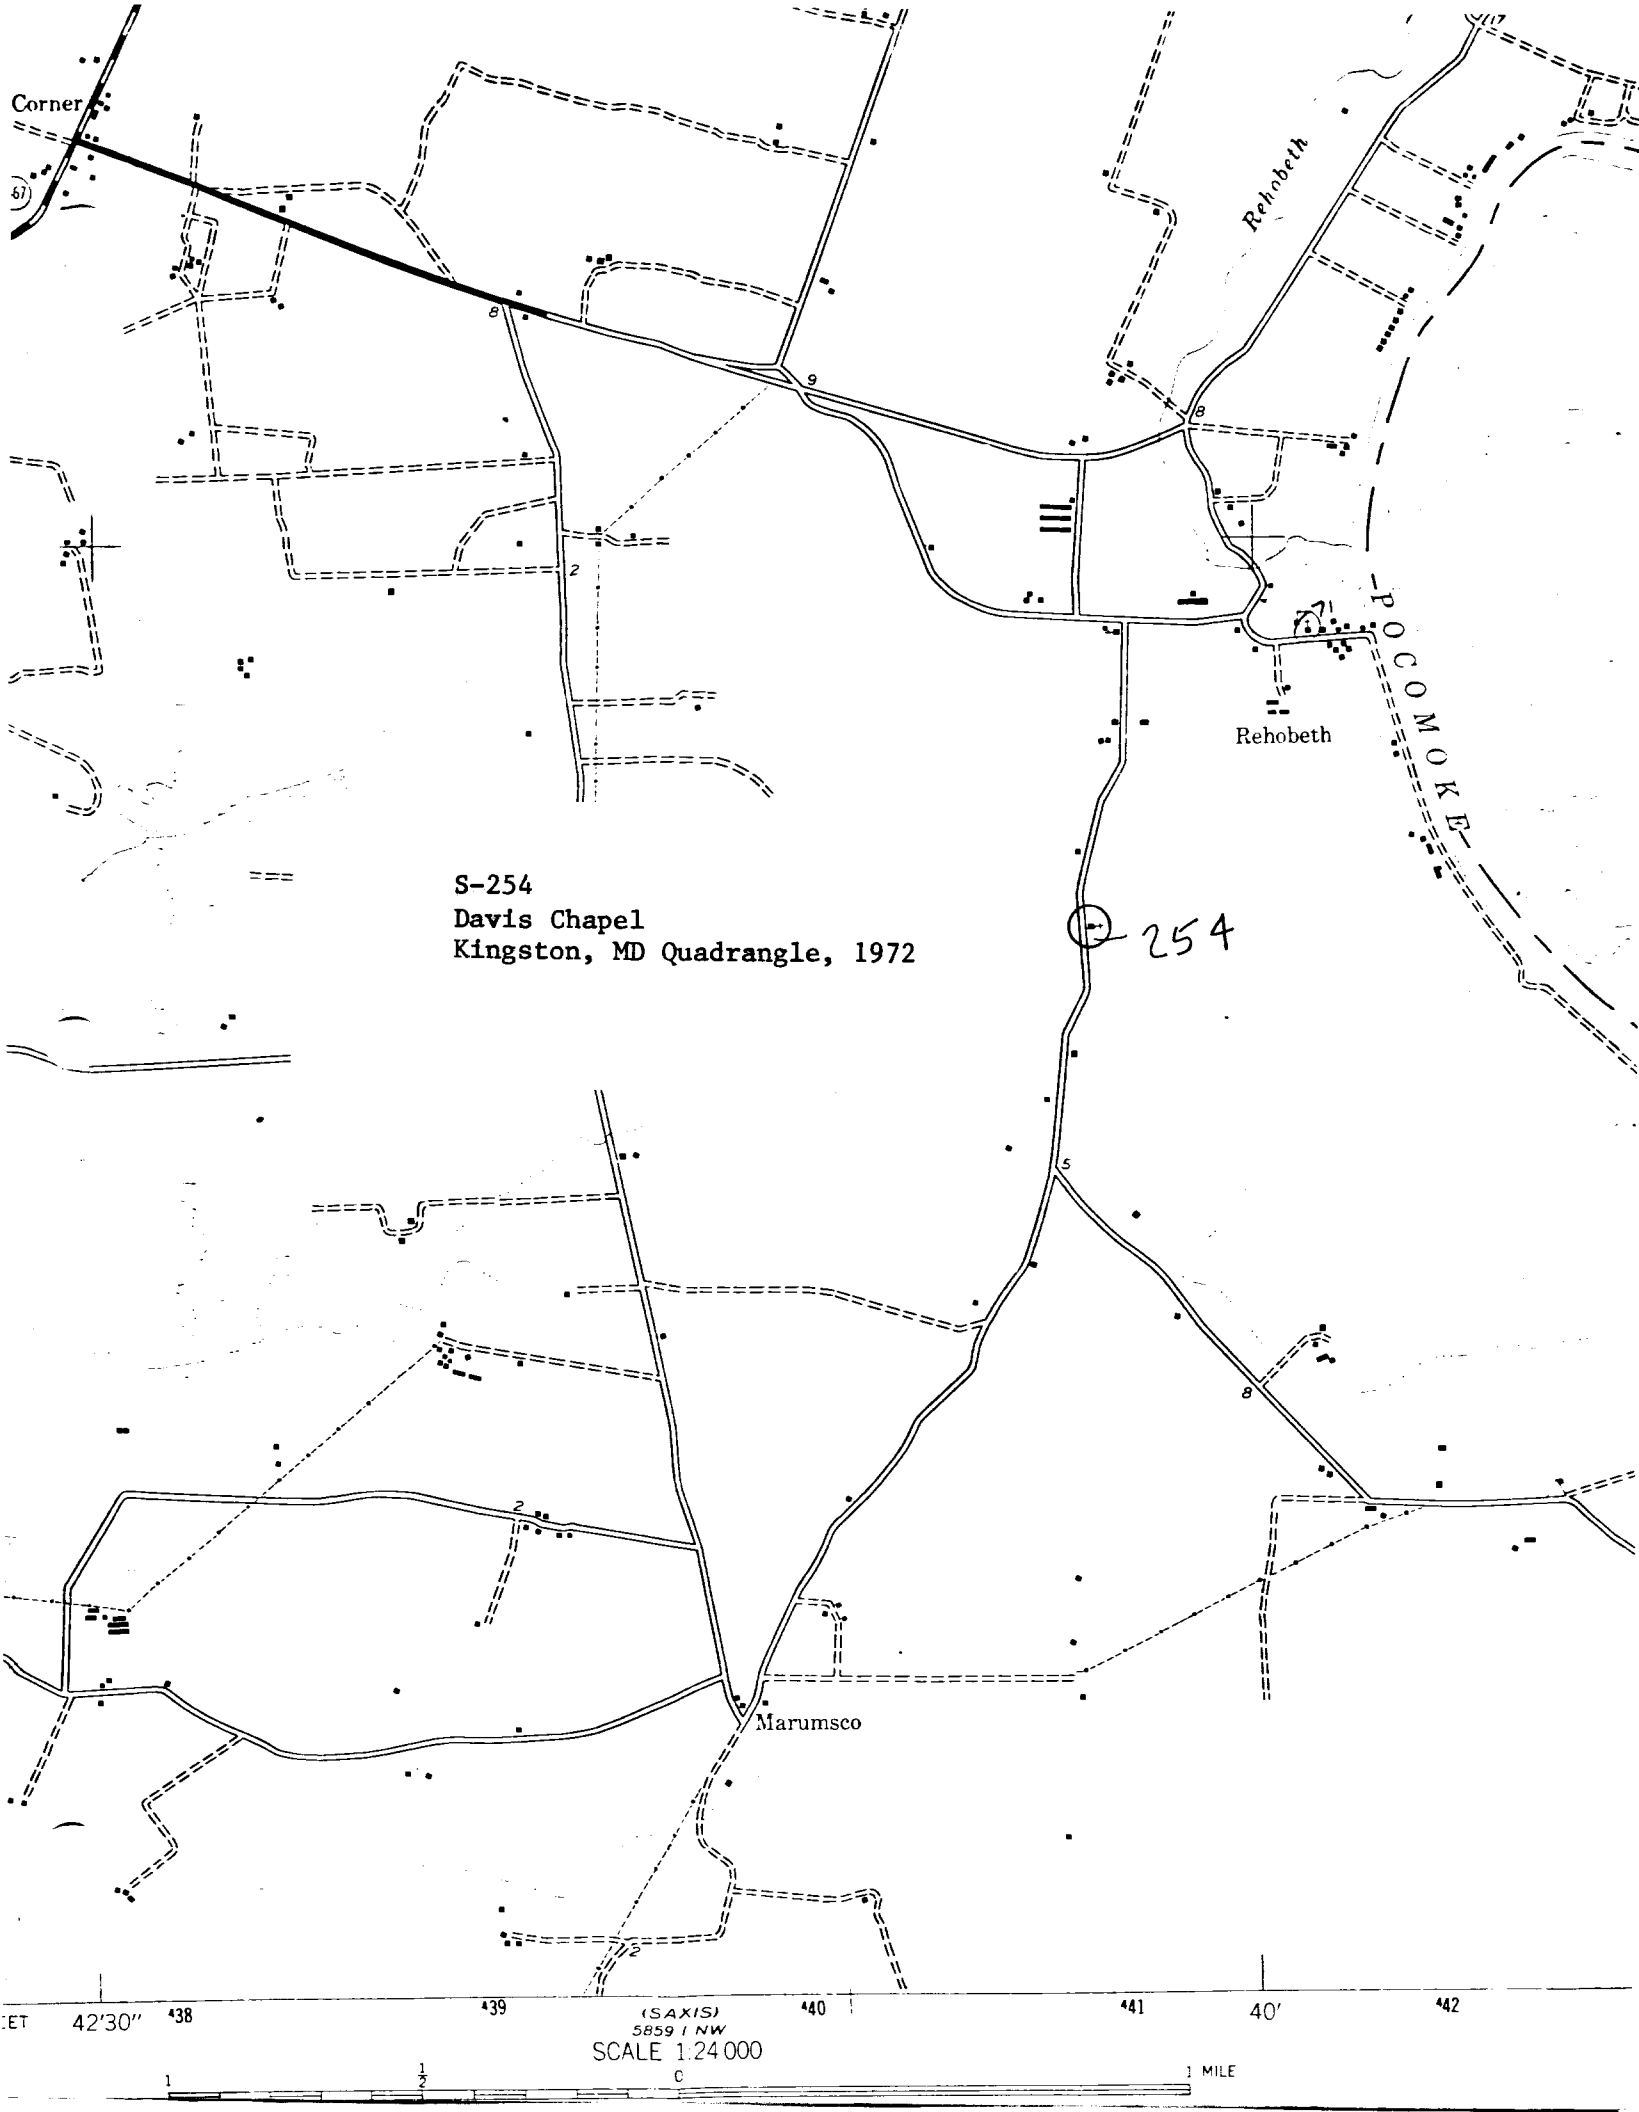 Corner
67
Rehobeth
8
9
8
2
POCOMOKE
Rehobeth
S-254
Davis Chapel
Kingston, MD Quadrangle, 1972
254
5
8
2
Marumsco
2
42'30" 438 439 (SAXIS) 440 441 40' 442
5859 I NW
SCALE 1:24 000
1 1/2 0 1 MILE